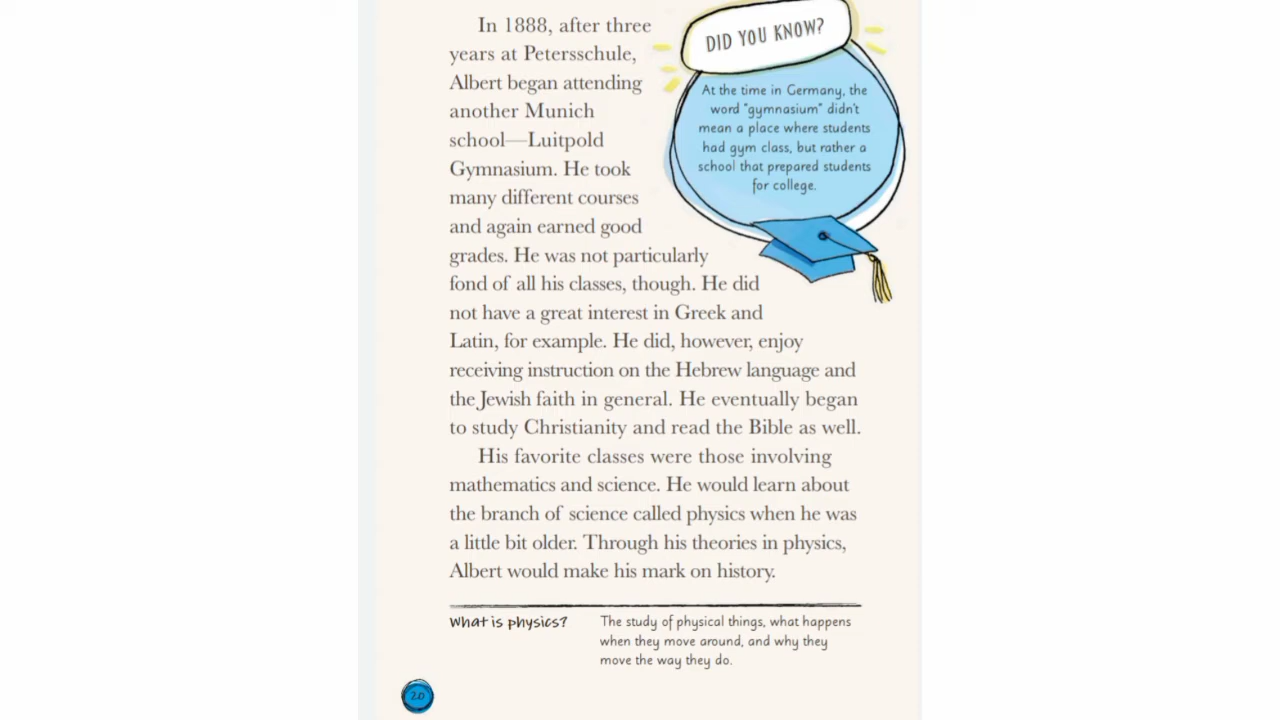 In 1888, after three
years at Petersschule,
Albert began attending
another Munich
school—Luitpold
Gymnasium. He took
many different courses
and again earned good
grades. He was not particularly
fond of all his classes, though. He did
not have a great interest in Greek and
Latin, for example. He did, however, enjoy
receiving instruction on the Hebrew language and
the Jewish faith in general. He eventually began
to study Christianity and read the Bible as well.
His favorite classes were those involving
mathematics and science. He would learn about
the branch of science called physics when he was
a little bit older. Through his theories in physics,
Albert would make his mark on history.
DID YOU KNOW?
At the time in Germany, the
word "gymnasium" didn't
mean a place where students
had gym class, but rather a
school that prepared students
for college.
What is physics?
The study of physical things, what happens
when they move around, and why they
move the way they do.
20